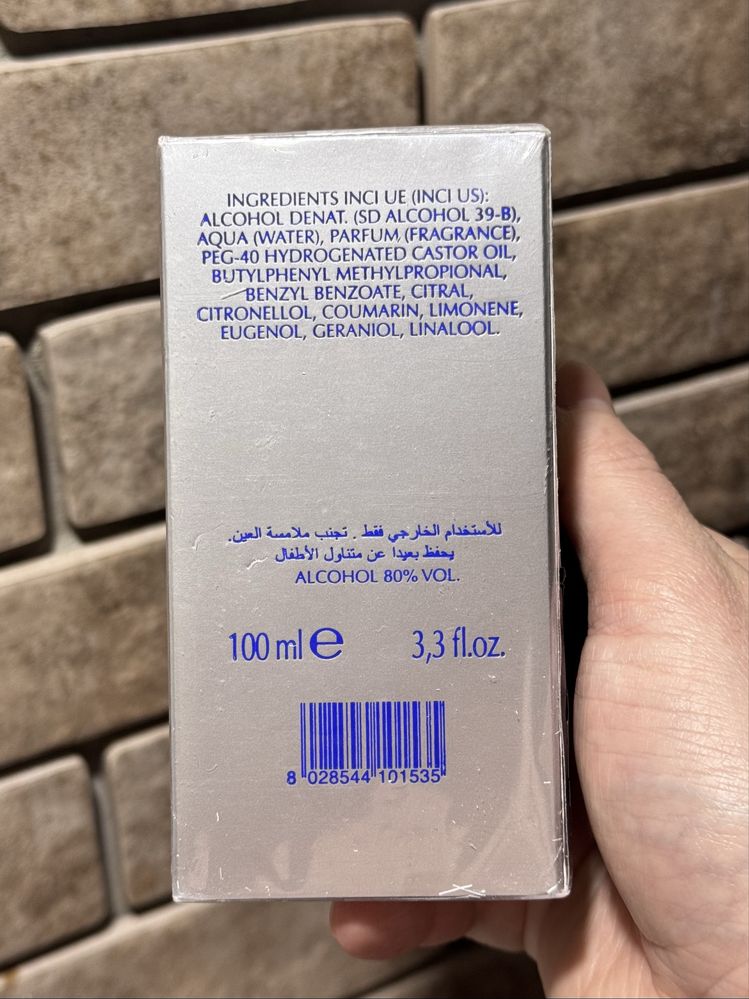 INGREDIENTS INCI UE (INCI US):
ALCOHOL DENAT. (SD ALCOHOL 39-B),
AQUA (WATER), PARFUM (FRAGRANCE),
PEG-40 HYDROGENATED CASTOR OIL,
BUTYLPHENYL METHYLPROPIONAL,
BENZYL BENZOATE, CITRAL,
CITRONELLOL, COUMARIN, LIMONENE,
EUGENOL, GERANIOL, LINALOOL.
للأستخدام الخارجي فقط . تجنب ملامسة العين.
يحفظ بعيدا عن متناول الأطفال
ALCOHOL 80% VOL.
100 ml e 3,3 fl.oz.
8 028544 101535